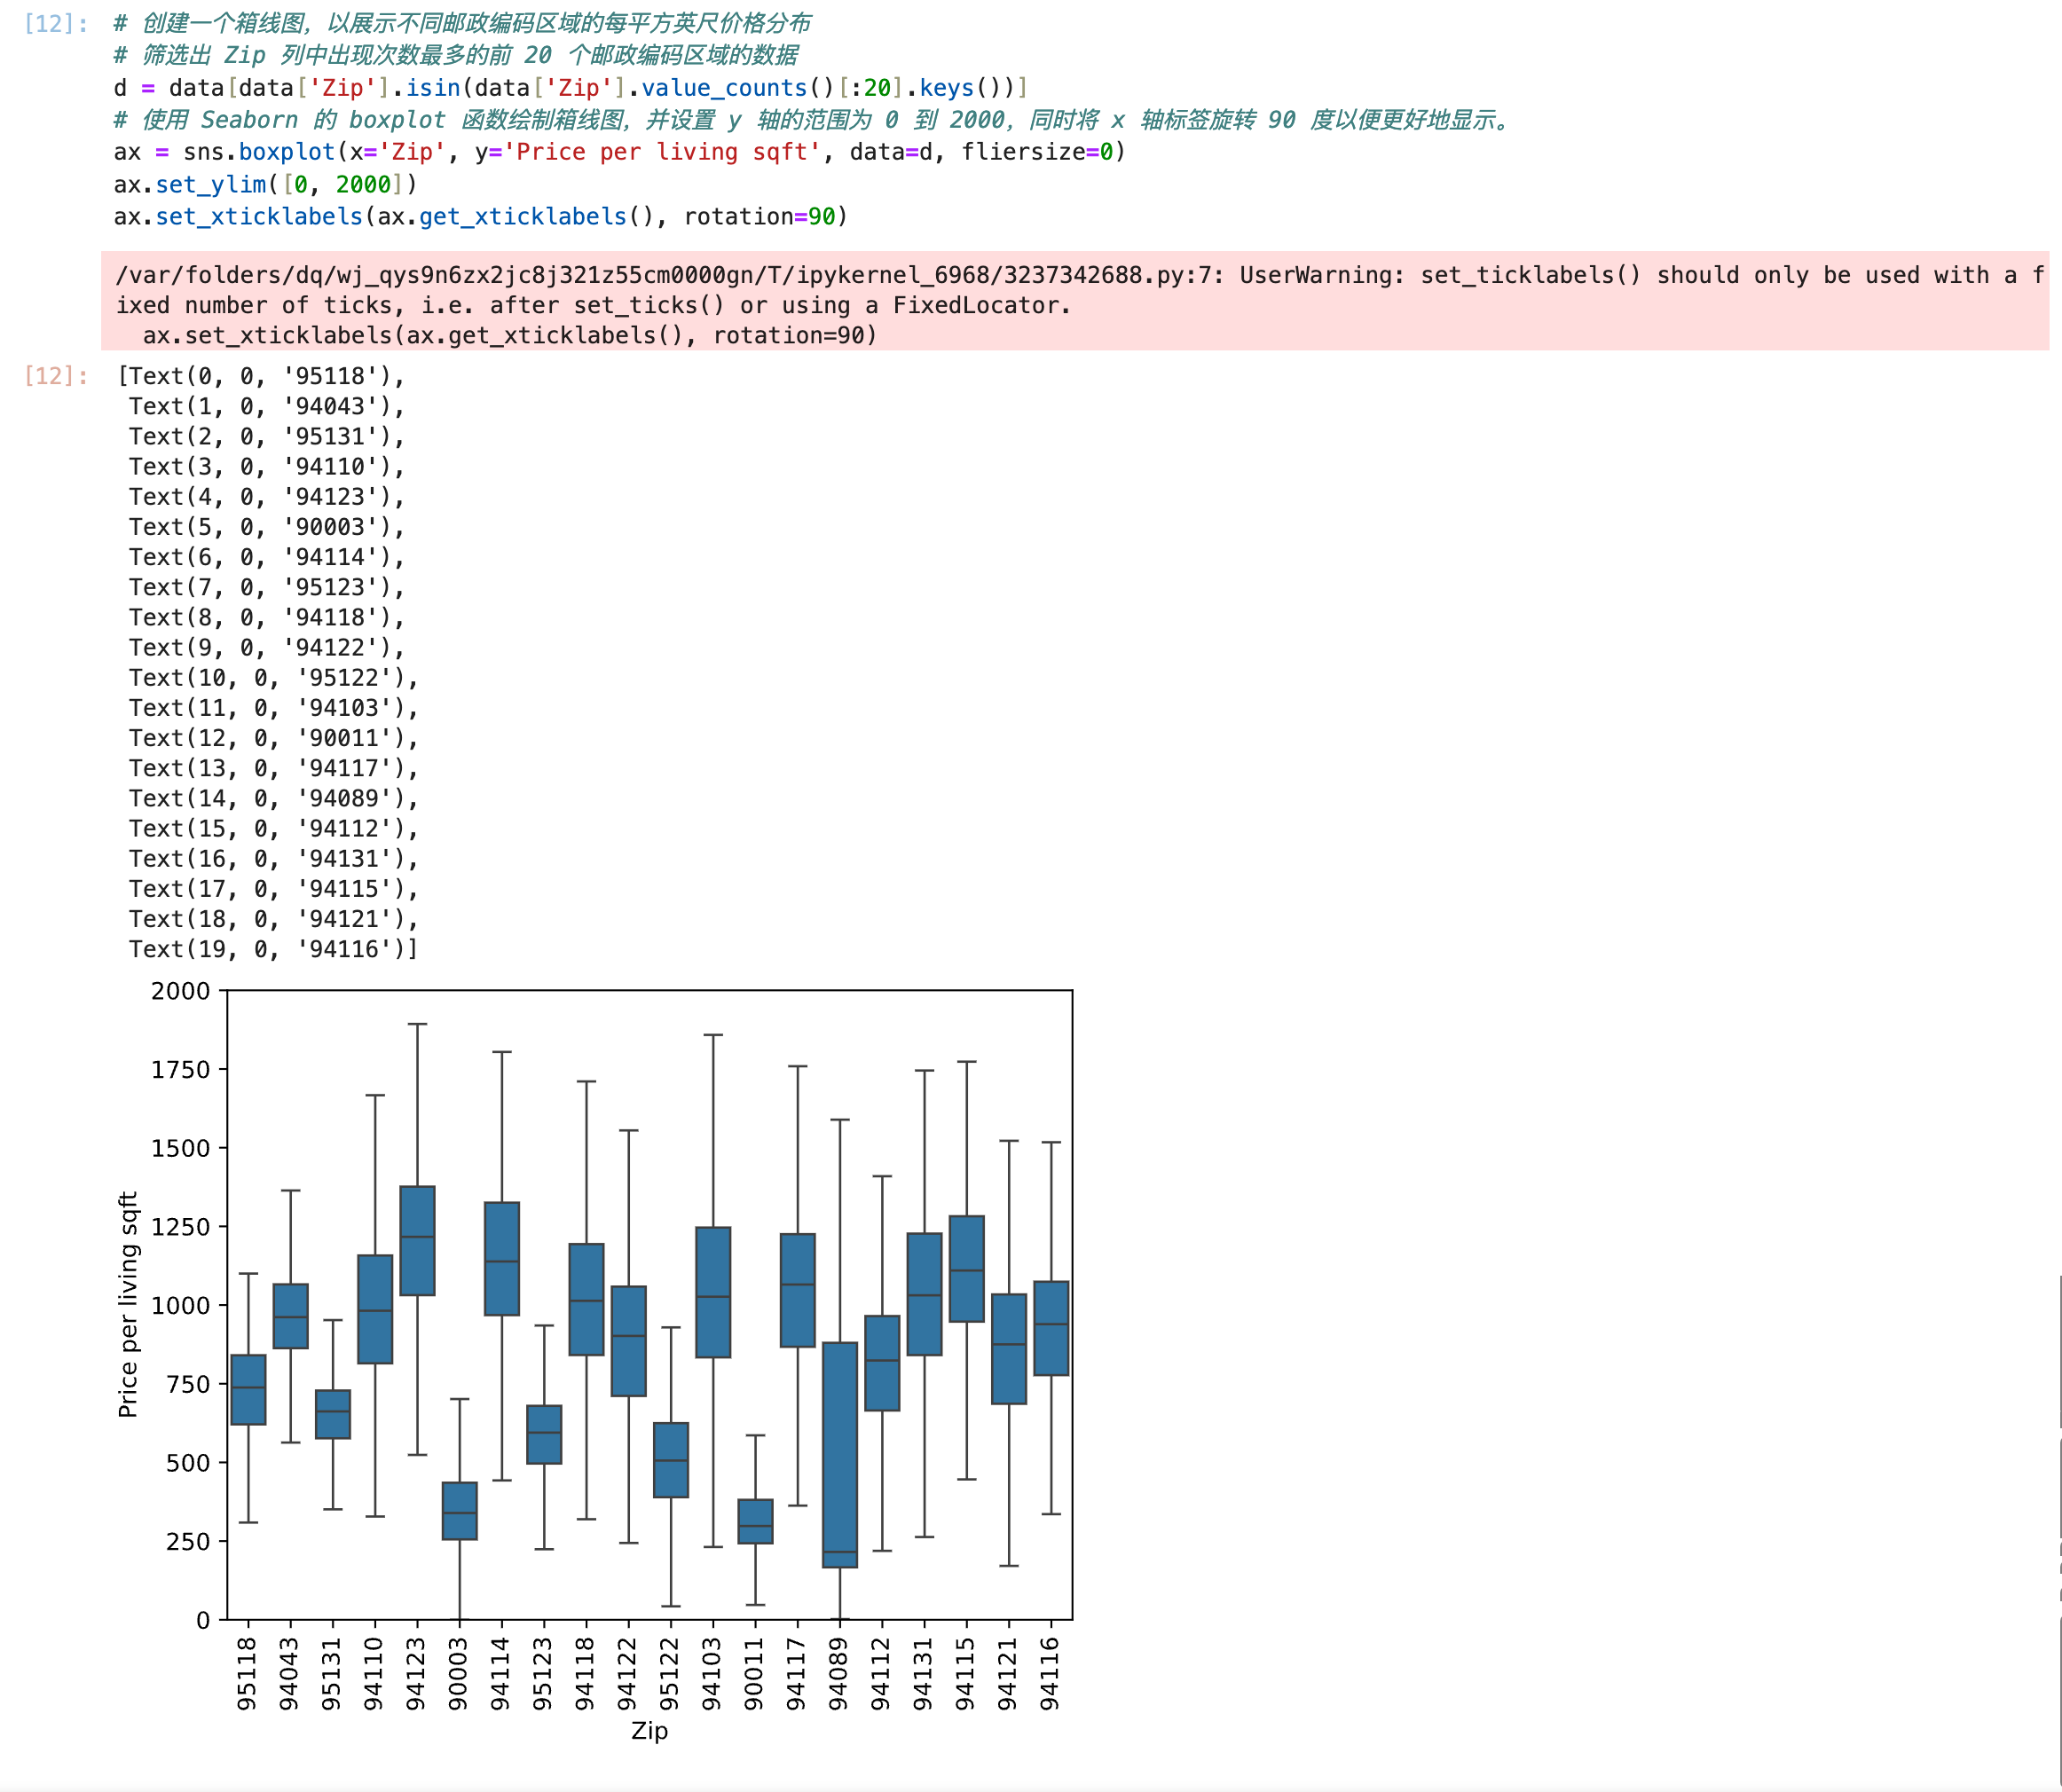 [12]: # 创建一个箱线图，以展示不同邮政编码区域的每平方英尺价格分布
# 筛选出 Zip 列中出现次数最多的前 20 个邮政编码区域的数据
d = data[data['Zip'].isin(data['Zip'].value_counts()[:20].keys())]
# 使用 Seaborn 的 boxplot 函数绘制箱线图，并设置 y 轴的范围为 0 到 2000，同时将 x 轴标签旋转 90 度以便更好地显示。
ax = sns.boxplot(x='Zip', y='Price per living sqft', data=d, fliersize=0)
ax.set_ylim([0, 2000])
ax.set_xticklabels(ax.get_xticklabels(), rotation=90)
/var/folders/dq/wj_qys9n6zx2jc8j321z55cm0000gn/T/ipykernel_6968/3237342688.py:7: UserWarning: set_ticklabels() should only be used with a f
ixed number of ticks, i.e. after set_ticks() or using a FixedLocator.
ax.set_xticklabels(ax.get_xticklabels(), rotation=90)
[12]: [Text(0, 0, '95118'),
Text(1, 0, '94043'),
Text(2, 0, '95131'),
Text(3, 0, '94110'),
Text(4, 0, '94123'),
Text(5, 0, '90003'),
Text(6, 0, '94114'),
Text(7, 0, '95123'),
Text(8, 0, '94118'),
Text(9, 0, '94122'),
Text(10, 0, '95122'),
Text(11, 0, '94103'),
Text(12, 0, '90011'),
Text(13, 0, '94117'),
Text(14, 0, '94089'),
Text(15, 0, '94112'),
Text(16, 0, '94131'),
Text(17, 0, '94115'),
Text(18, 0, '94121'),
Text(19, 0, '94116')]
Price per living sqft
2000
1750
1500
1250
1000
750
500
250
0
95118
94043
95131
94110
94123
90003
94114
95123
94118
94122
95122
94103
90011
94117
94089
94112
94131
94115
94121
94116
Zip